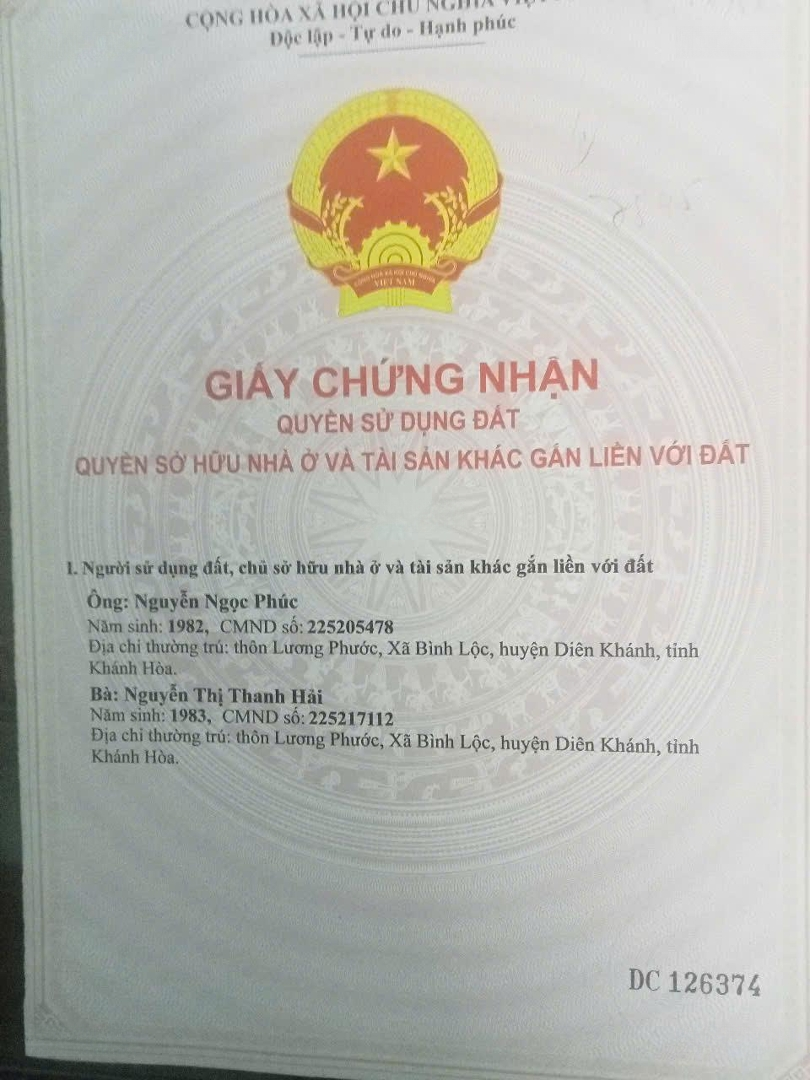 CỘNG HÒA XÃ HỘI CHỦ NGHĨA
Độc lập - Tự do - Hạnh phúc
VIỆT NAM
GIẤY CHỨNG NHẬN
QUYỀN SỬ DỤNG ĐẤT
QUYỀN SỞ HỮU NHÀ Ở VÀ TÀI SẢN KHÁC GẮN LIỀN VỚI ĐẤT
I. Người sử dụng đất, chủ sở hữu nhà ở và tài sản khác gắn liền với đất
Ông: Nguyễn Ngọc Phúc
Năm sinh: 1982, CMND số: 225205478
Địa chỉ thường trú: thôn Lương Phước, Xã Bình Lộc, huyện Diên Khánh, tỉnh
Khánh Hòa.
Bà: Nguyễn Thị Thanh Hải
Năm sinh: 1983, CMND số: 225217112
Địa chỉ thường trú: thôn Lương Phước, Xã Bình Lộc, huyện Diên Khánh, tỉnh
Khánh Hòa.
DC 126374